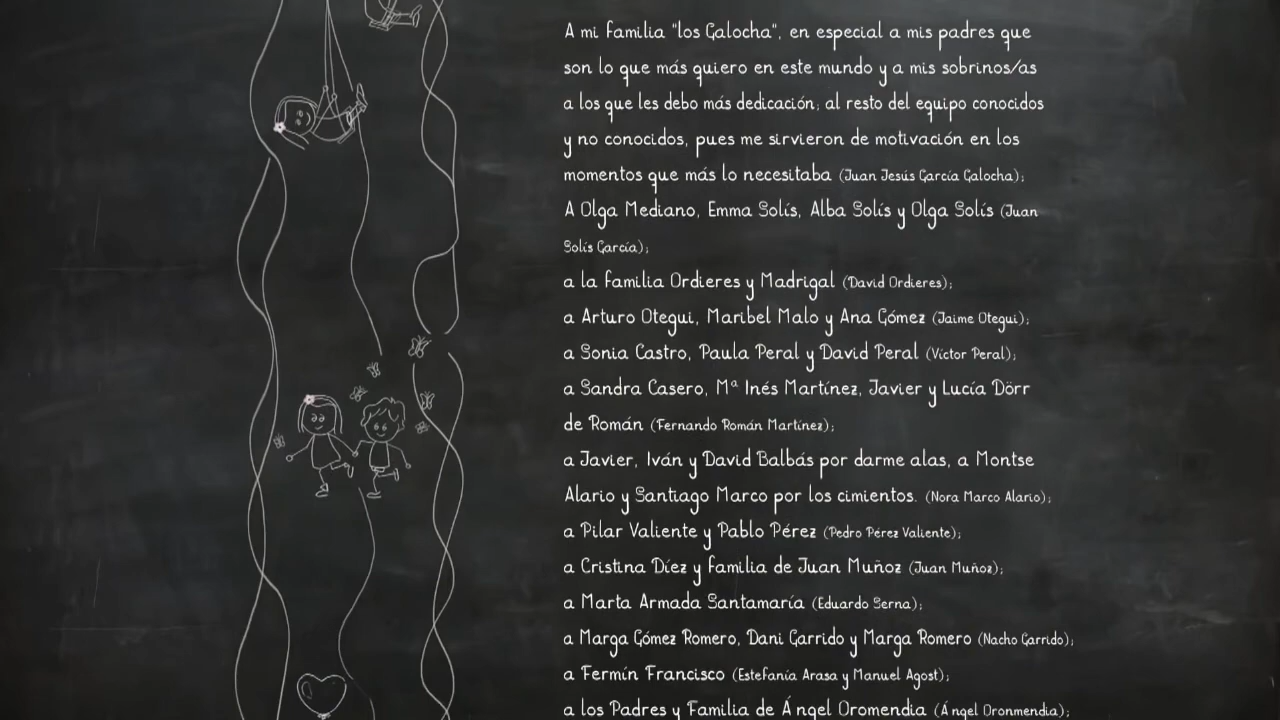 A mi familia "los Galocha", en especial a mis padres que
son lo que más quiero en este mundo y a mis sobrinos/as
a los que les debo más dedicación; al resto del equipo conocidos
y no conocidos, pues me sirvieron de motivación en los
momentos que más lo necesitaba (Juan Jesús García Galocha);
A Olga Mediano, Emma Solís, Alba Solís y Olga Solís (Juan
Solís García);
a la familia Ordieres y Madrigal (David Ordieres);
a Arturo Otegui, Maribel Malo y Ana Gómez (Jaime Otegui);
a Sonia Castro, Paula Peral y David Peral (Víctor Peral);
a Sandra Casero, Mª Inés Martínez, Javier y Lucía Dörr
de Román (Fernando Román Martínez);
a Javier, Iván y David Balbás por darme alas, a Montse
Alario y Santiago Marco por los cimientos. (Nora Marco Alario);
a Pilar Valiente y Pablo Pérez (Pedro Pérez Valiente);
a Cristina Díez y familia de Juan Muñoz (Juan Muñoz);
a Marta Armada Santamaría (Eduardo Serna);
a Marga Gómez Romero, Dani Garrido y Marga Romero (Nacho Garrido);
a Fermín Francisco (Estefanía Arasa y Manuel Agost);
a los Padres y Familia de Ángel Oromendia (Ángel Oronmendia);